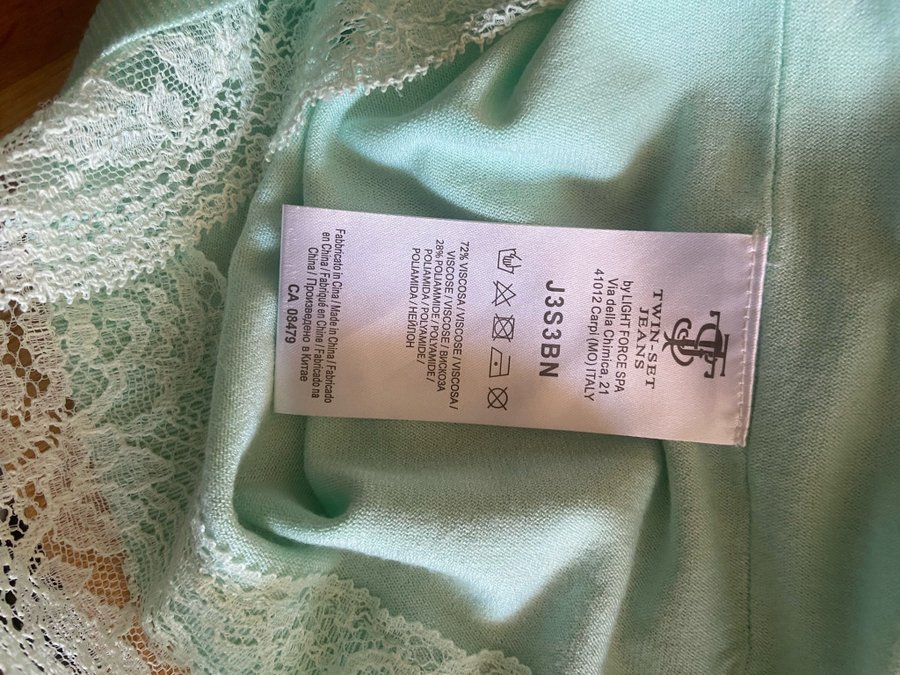 TWIN-SET
JEANS
by LIGHT FORCE SPA
Via della Chimica, 21
41012 Carpi (MO) ITALY
J3S3BN
72% VISCOSA / VISCOSE / VISCOSA /
VISCOSE / VISCOSE / ВИСКОЗА
28% POLIAMMIDE / POLYAMIDE /
POLIAMIDA / POLYAMIDE /
POLIAMIDA / НЕЙЛОН
Fabbricato in Cina / Made in China / Fabricado
en China / Fabriqué en China / Fabricado na
China / Произведено в Китае
CA 08479